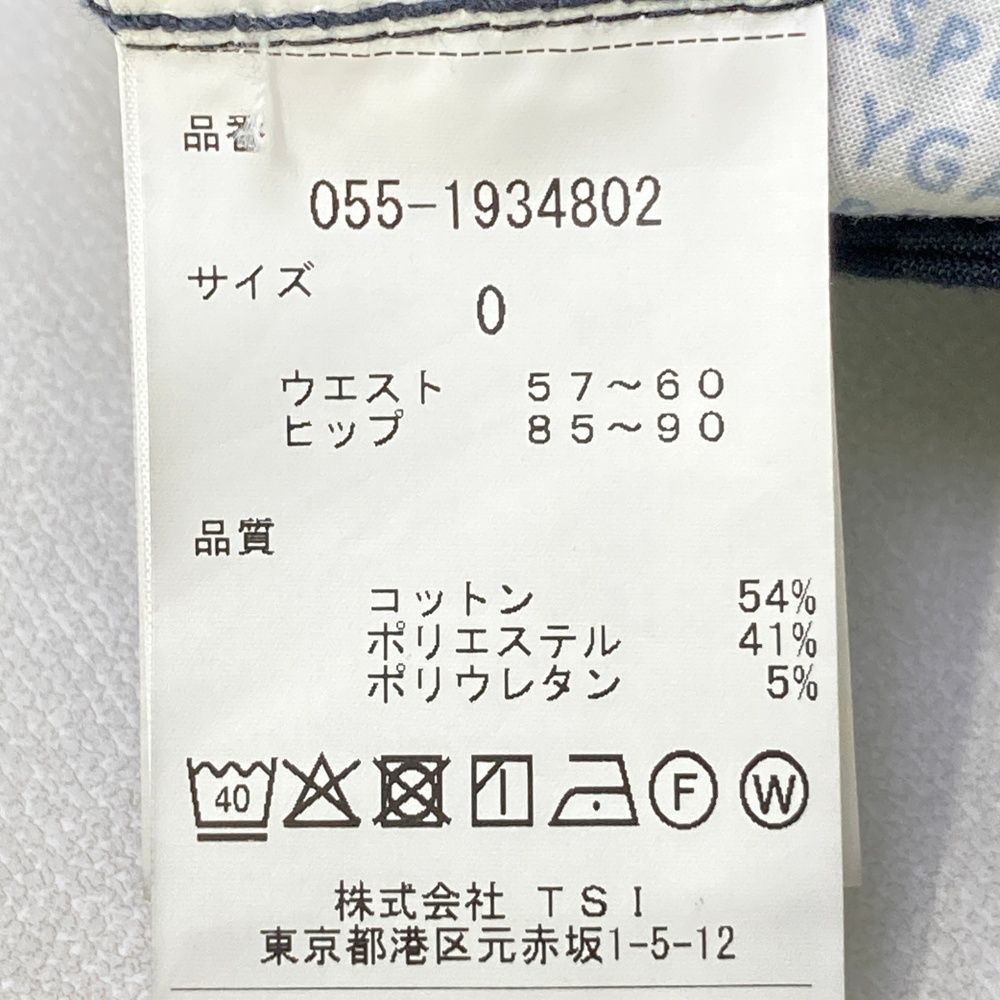 品番
055-1934802
サイズ
0
ウエスト 57～60
ヒップ 85～90
品質
コットン 54%
ポリエステル 41%
ポリウレタン 5%
40 F W
株式会社 TSI
東京都港区元赤坂1-5-12